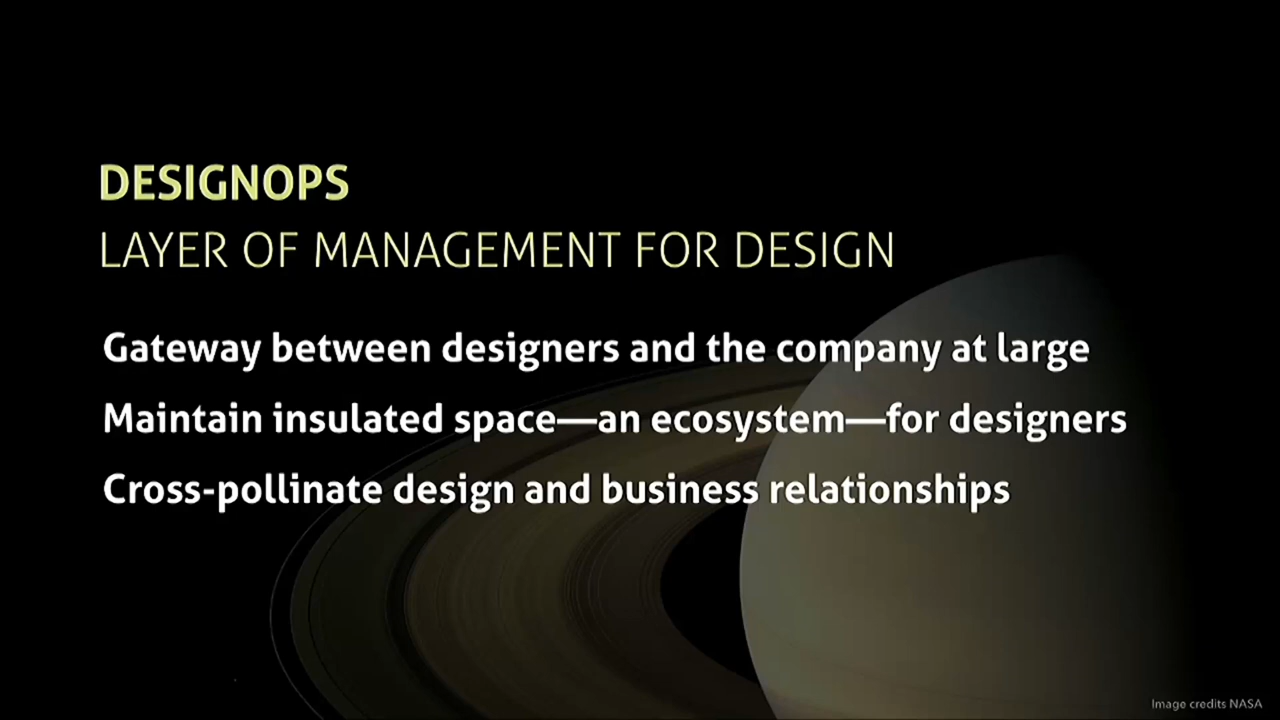 DESIGNOPS
LAYER OF MANAGEMENT FOR DESIGN
Gateway between designers and the company at large
Maintain insulated space—an ecosystem—for designers
Cross-pollinate design and business relationships
Image credits NASA